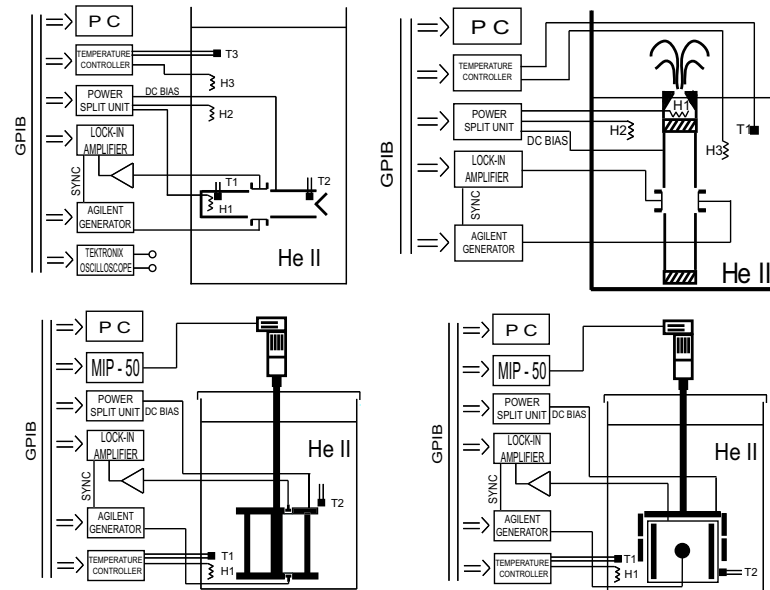 P C
TEMPERATURE
CONTROLLER
POWER
SPLIT UNIT
DC BIAS
LOCK-IN
AMPLIFIER
SYNC
AGILENT
GENERATOR
TEKTRONIX
OSCILLOSCOPE
GPIB
T3
H3
H2
T1
T2
H1
He II
P C
TEMPERATURE
CONTROLLER
POWER
SPLIT UNIT
DC BIAS
LOCK-IN
AMPLIFIER
SYNC
AGILENT
GENERATOR
GPIB
H1
H2
T1
H3
He II
P C
MIP - 50
POWER
SPLIT UNIT
DC BIAS
LOCK-IN
AMPLIFIER
SYNC
AGILENT
GENERATOR
TEMPERATURE
CONTROLLER
GPIB
He II
T2
T1
H1
P C
MIP - 50
POWER
SPLIT UNIT
DC BIAS
LOCK-IN
AMPLIFIER
SYNC
AGILENT
GENERATOR
TEMPERATURE
CONTROLLER
GPIB
He II
T1
H1
T2